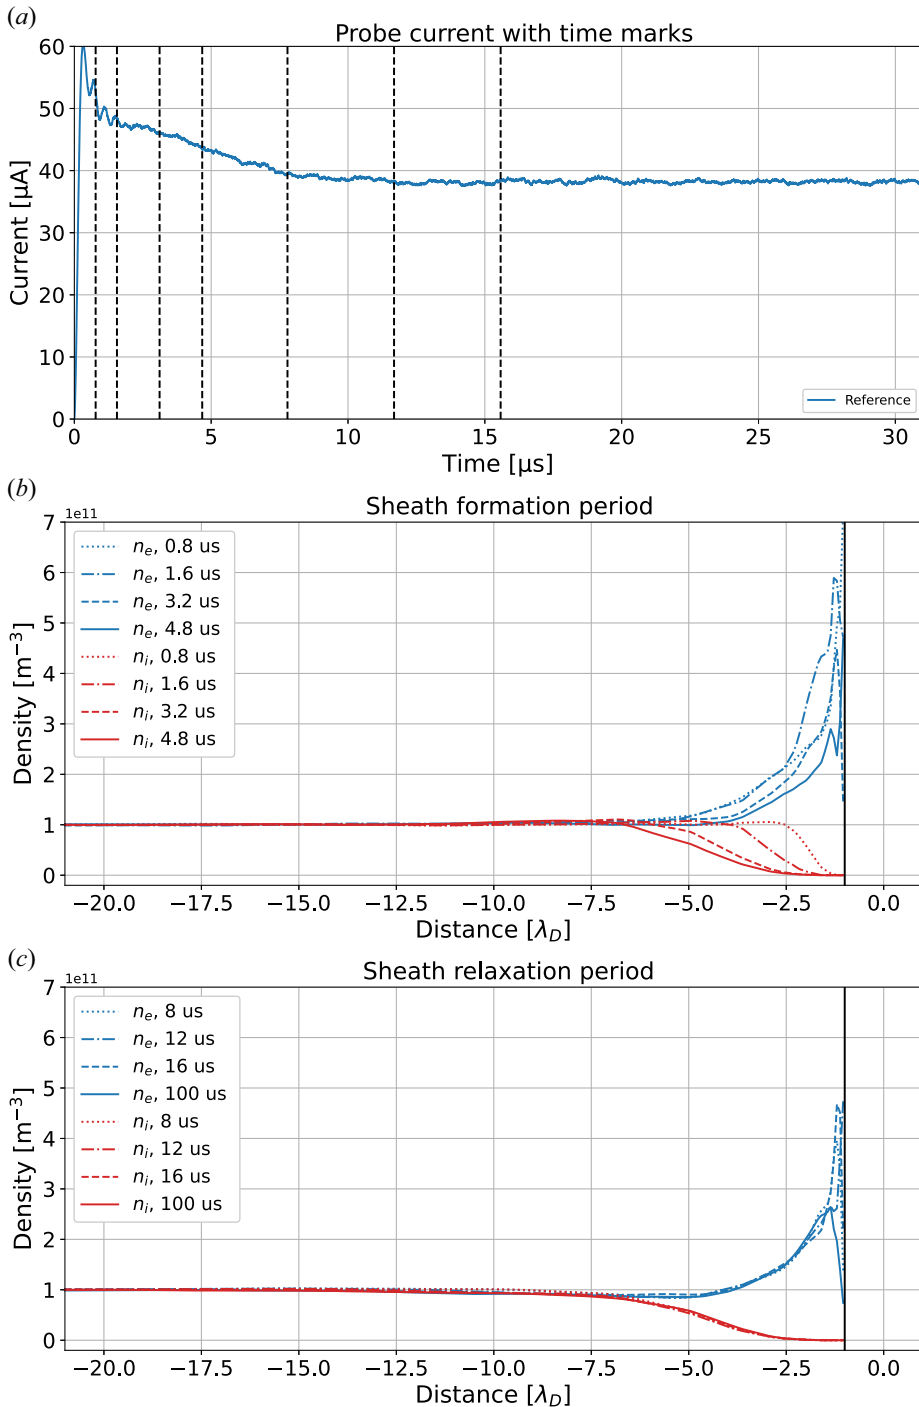 (a)
Probe current with time marks
60
50
40
30
20
10
0
Current [μA]
Reference
0 5 10 15 20 25 30
Time [μs]
(b)
Sheath formation period
1e11
7
6
5
4
3
2
1
0
Density [m⁻³]
nₑ, 0.8 us
nₑ, 1.6 us
nₑ, 3.2 us
nₑ, 4.8 us
nᵢ, 0.8 us
nᵢ, 1.6 us
nᵢ, 3.2 us
nᵢ, 4.8 us
−20.0 −17.5 −15.0 −12.5 −10.0 −7.5 −5.0 −2.5 0.0
Distance [λ_D]
(c)
Sheath relaxation period
1e11
7
6
5
4
3
2
1
0
Density [m⁻³]
nₑ, 8 us
nₑ, 12 us
nₑ, 16 us
nₑ, 100 us
nᵢ, 8 us
nᵢ, 12 us
nᵢ, 16 us
nᵢ, 100 us
−20.0 −17.5 −15.0 −12.5 −10.0 −7.5 −5.0 −2.5 0.0
Distance [λ_D]